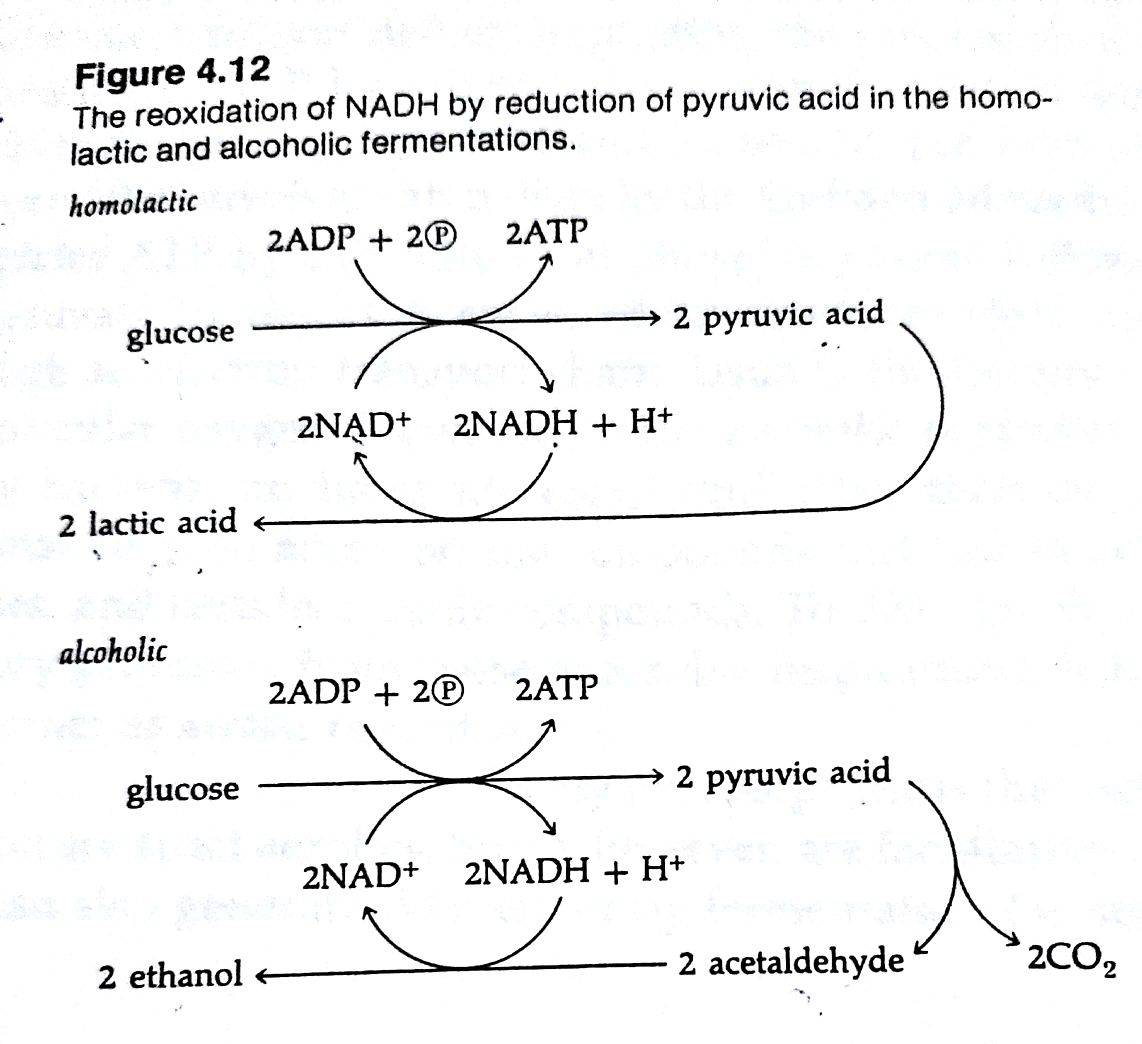 Figure 4.12
The reoxidation of NADH by reduction of pyruvic acid in the homo-
lactic and alcoholic fermentations.
homolactic
2ADP + 2Ⓟ 2ATP
glucose 2 pyruvic acid
2NAD⁺ 2NADH + H⁺
2 lactic acid
alcoholic
2ADP + 2Ⓟ 2ATP
glucose 2 pyruvic acid
2NAD⁺ 2NADH + H⁺
2 ethanol 2 acetaldehyde 2CO₂